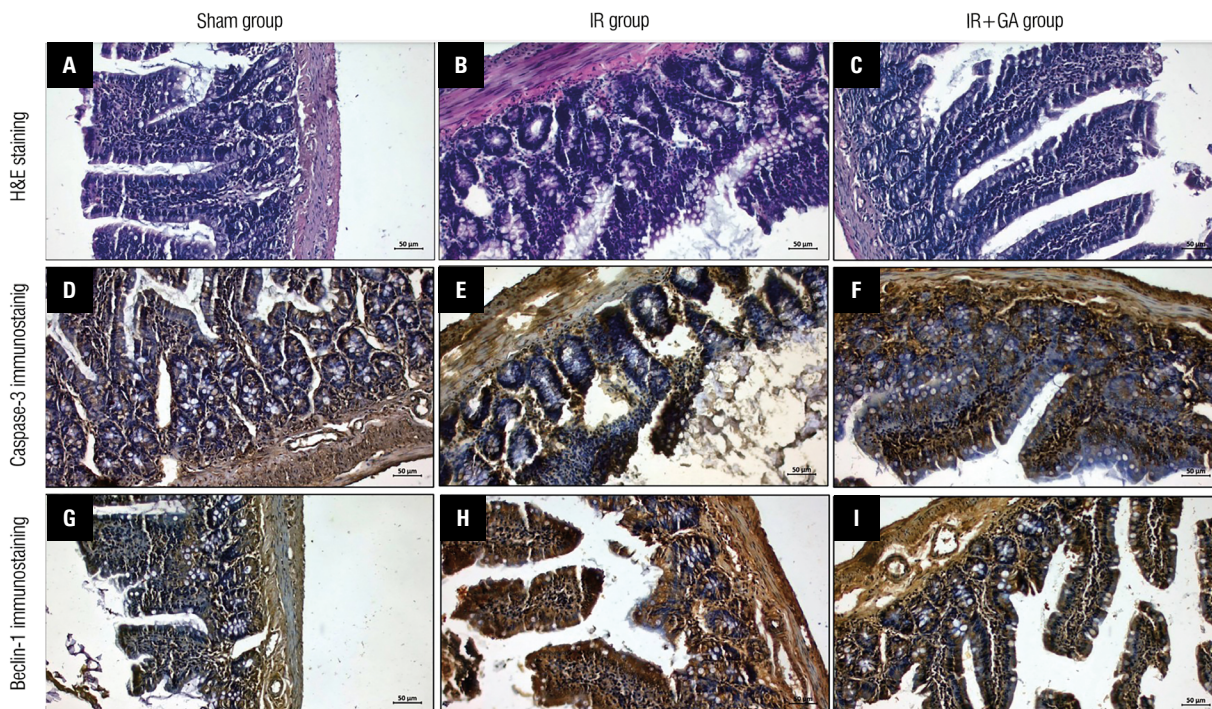 Sham group
IR group
IR+GA group
H&E staining
A
50 µm
B
50 µm
C
50 µm
Caspase-3 immunostainig
D
50 µm
E
50 µm
F
50 µm
Beclin-1 immunostaining
G
50 µm
H
50 µm
I
50 µm